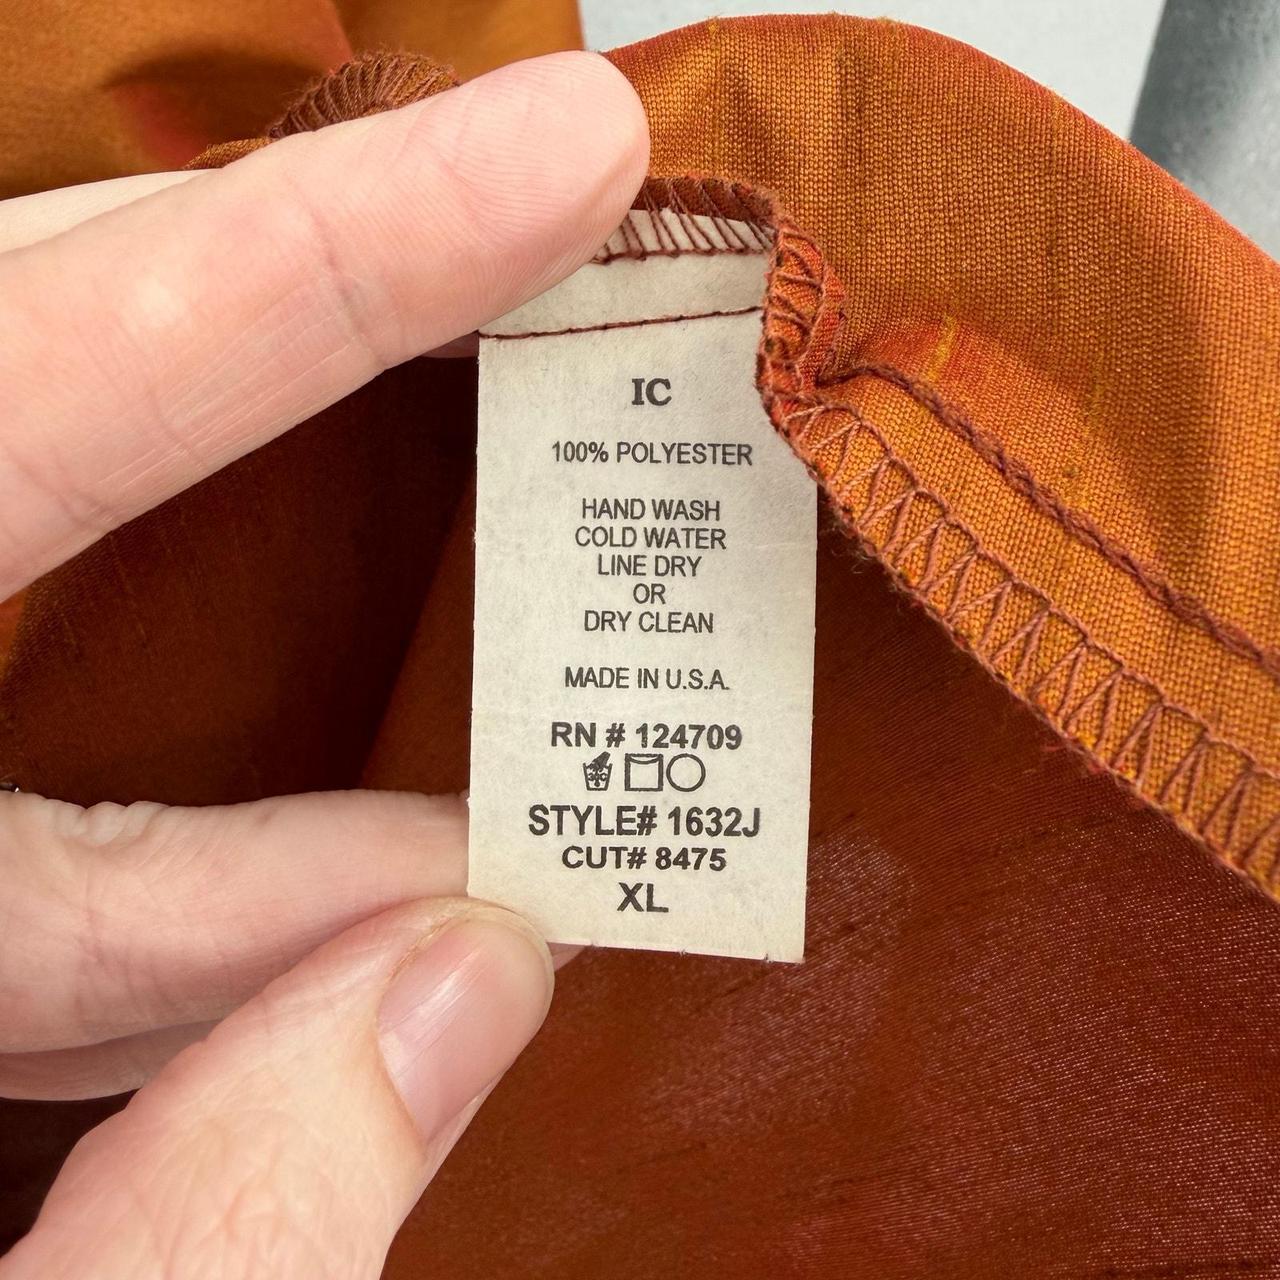 IC
100% POLYESTER
HAND WASH
COLD WATER
LINE DRY
OR
DRY CLEAN
MADE IN U.S.A.
RN # 124709
STYLE# 1632J
CUT# 8475
XL